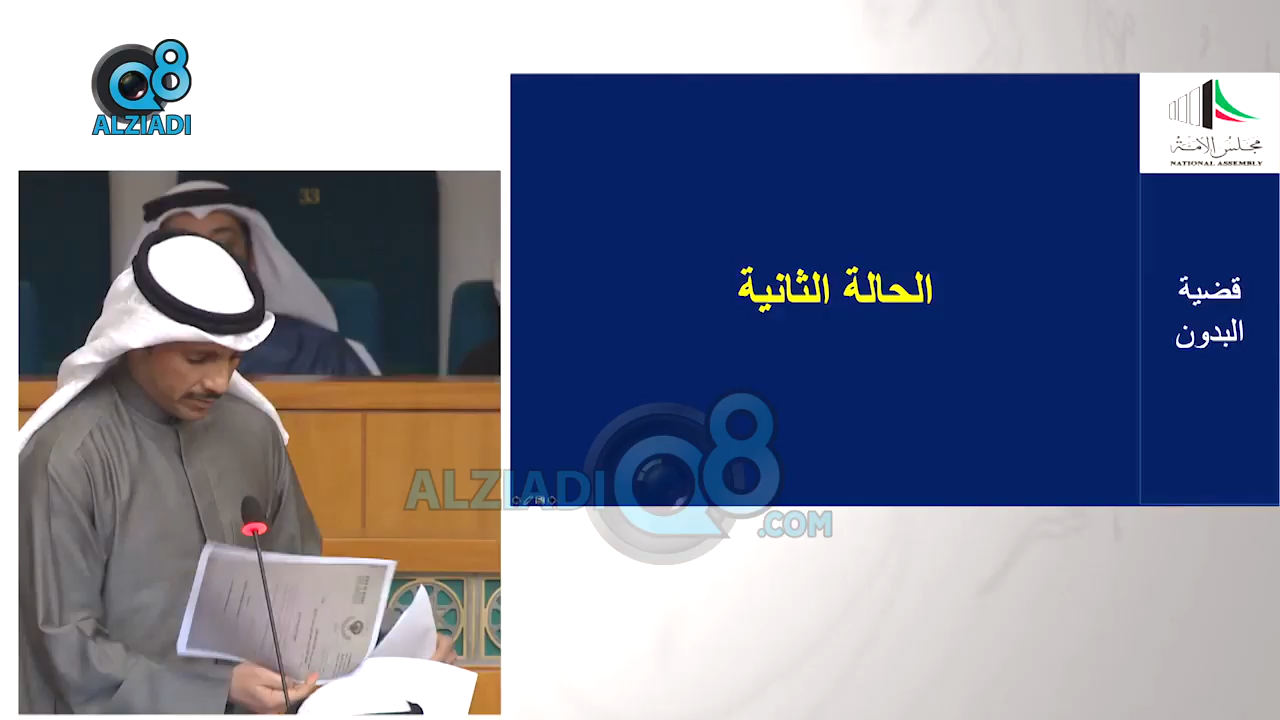 Q8
ALZIADI
مجلس الأمة
NATIONAL ASSEMBLY
33
الحالة الثانية
قضية
البدون
ALZIADI Q8
.COM